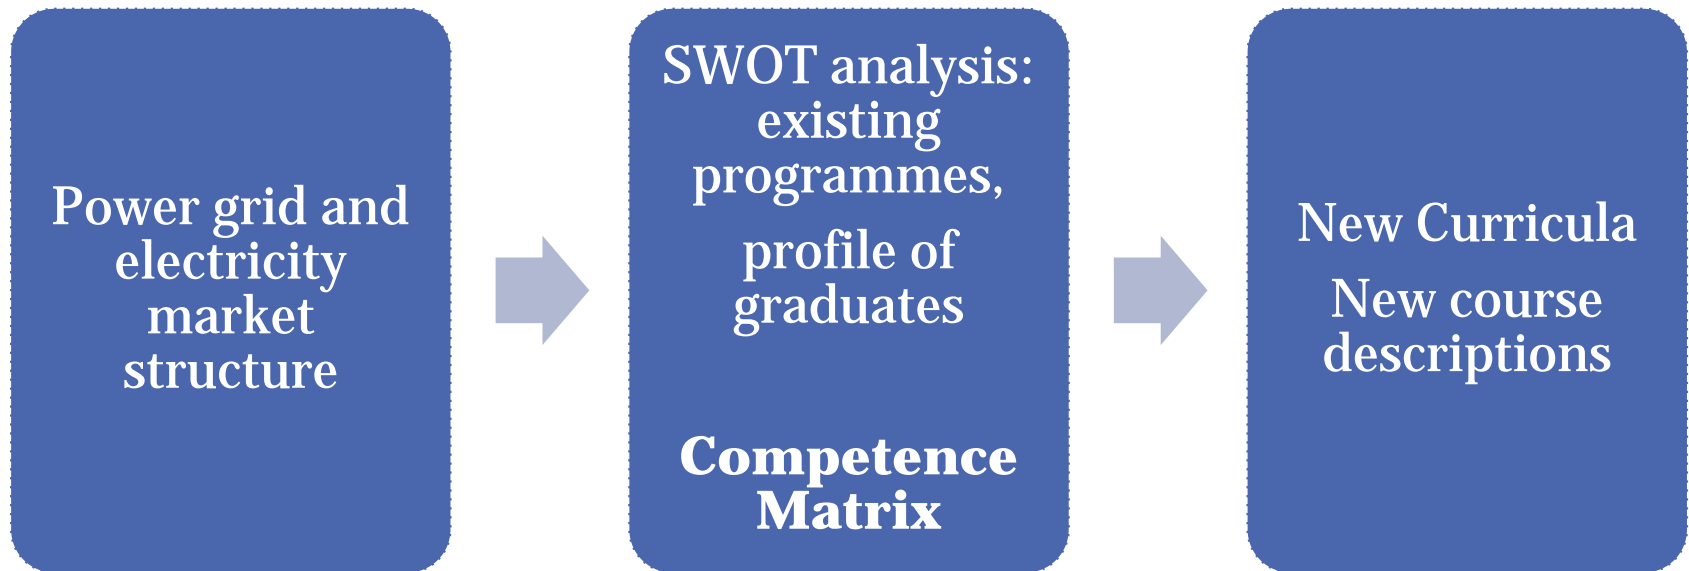 Power grid and
electricity
market
structure
SWOT analysis:
existing
programmes,
profile of
graduates
Competence
Matrix
New Curricula
New course
descriptions